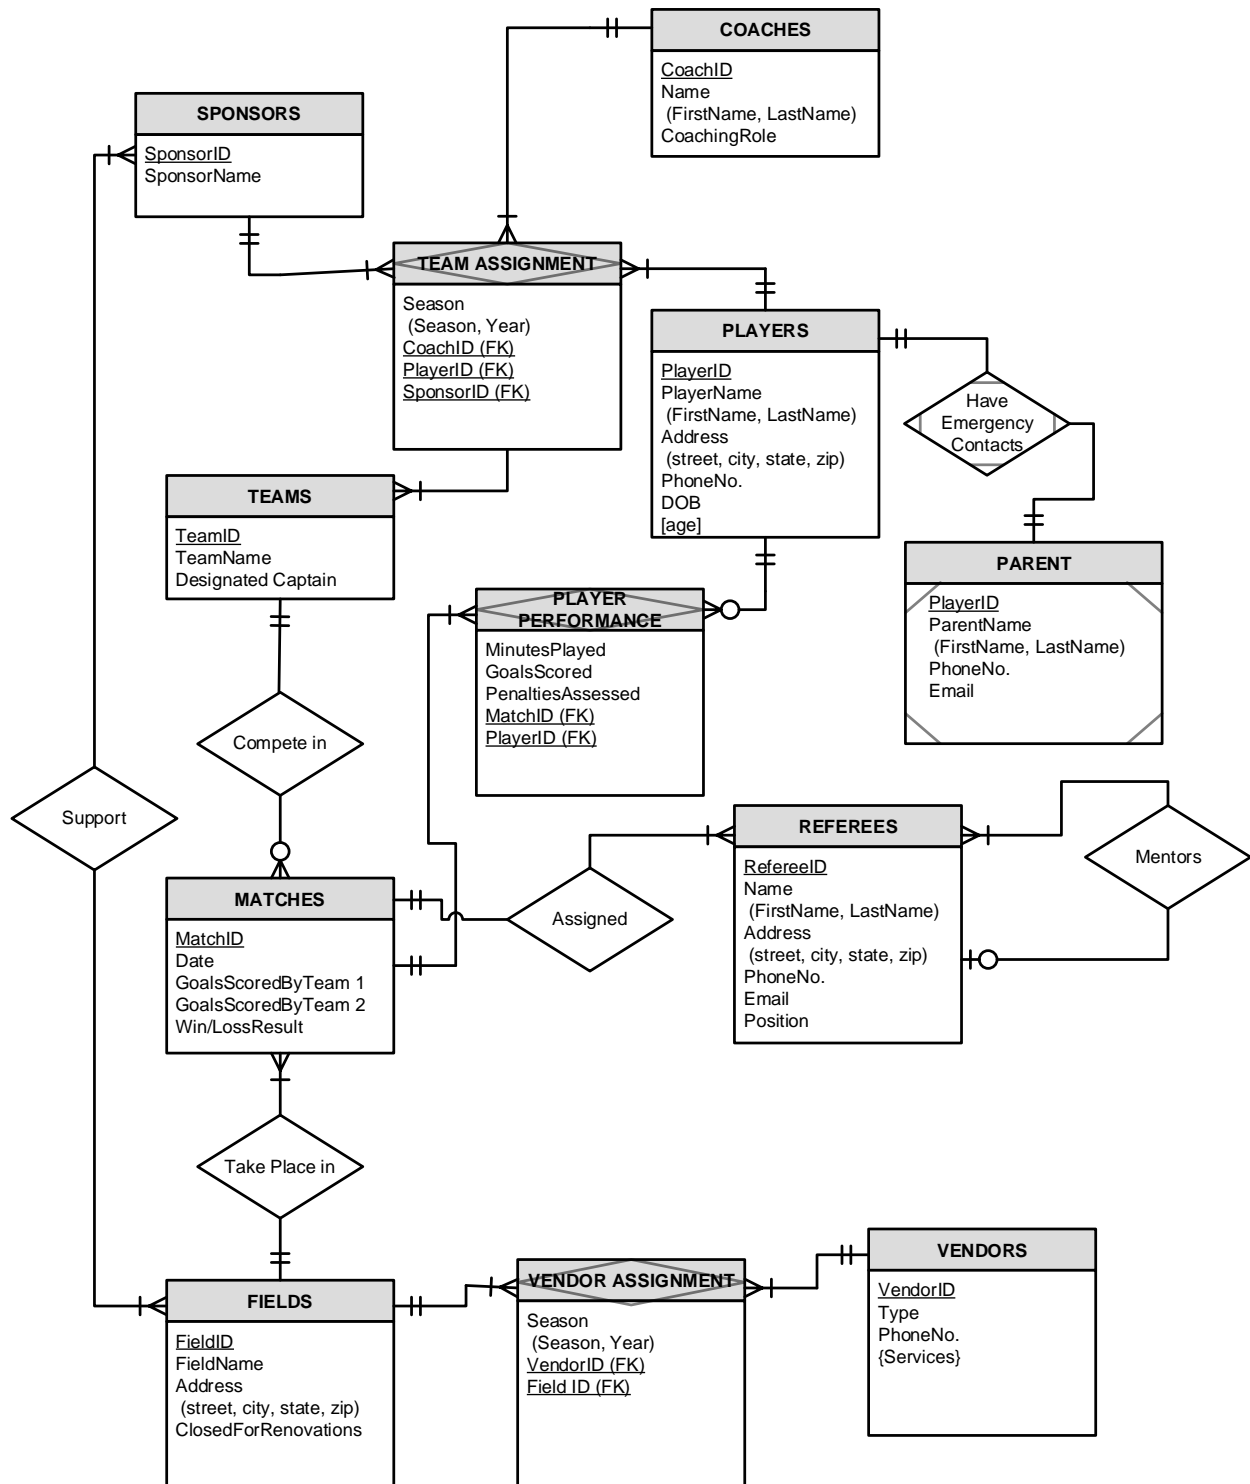 COACHES
CoachID
Name
(FirstName, LastName)
CoachingRole
SPONSORS
SponsorID
SponsorName
TEAM ASSIGNMENT
Season
(Season, Year)
CoachID (FK)
PlayerID (FK)
SponsorID (FK)
PLAYERS
PlayerID
PlayerName
(FirstName, LastName)
Address
(street, city, state, zip)
PhoneNo.
DOB
[age]
Have
Emergency
Contacts
TEAMS
TeamID
TeamName
Designated Captain
PARENT
PlayerID
ParentName
(FirstName, LastName)
PhoneNo.
Email
PLAYER
PERFORMANCE
MinutesPlayed
GoalsScored
PenaltiesAssessed
MatchID (FK)
PlayerID (FK)
Compete in
Support
REFEREES
RefereeID
Name
(FirstName, LastName)
Address
(street, city, state, zip)
PhoneNo.
Email
Position
Mentors
MATCHES
MatchID
Date
GoalsScoredByTeam 1
GoalsScoredByTeam 2
Win/LossResult
Assigned
Take Place in
FIELDS
FieldID
FieldName
Address
(street, city, state, zip)
ClosedForRenovations
VENDOR ASSIGNMENT
Season
(Season, Year)
VendorID (FK)
Field ID (FK)
VENDORS
VendorID
Type
PhoneNo.
{Services}